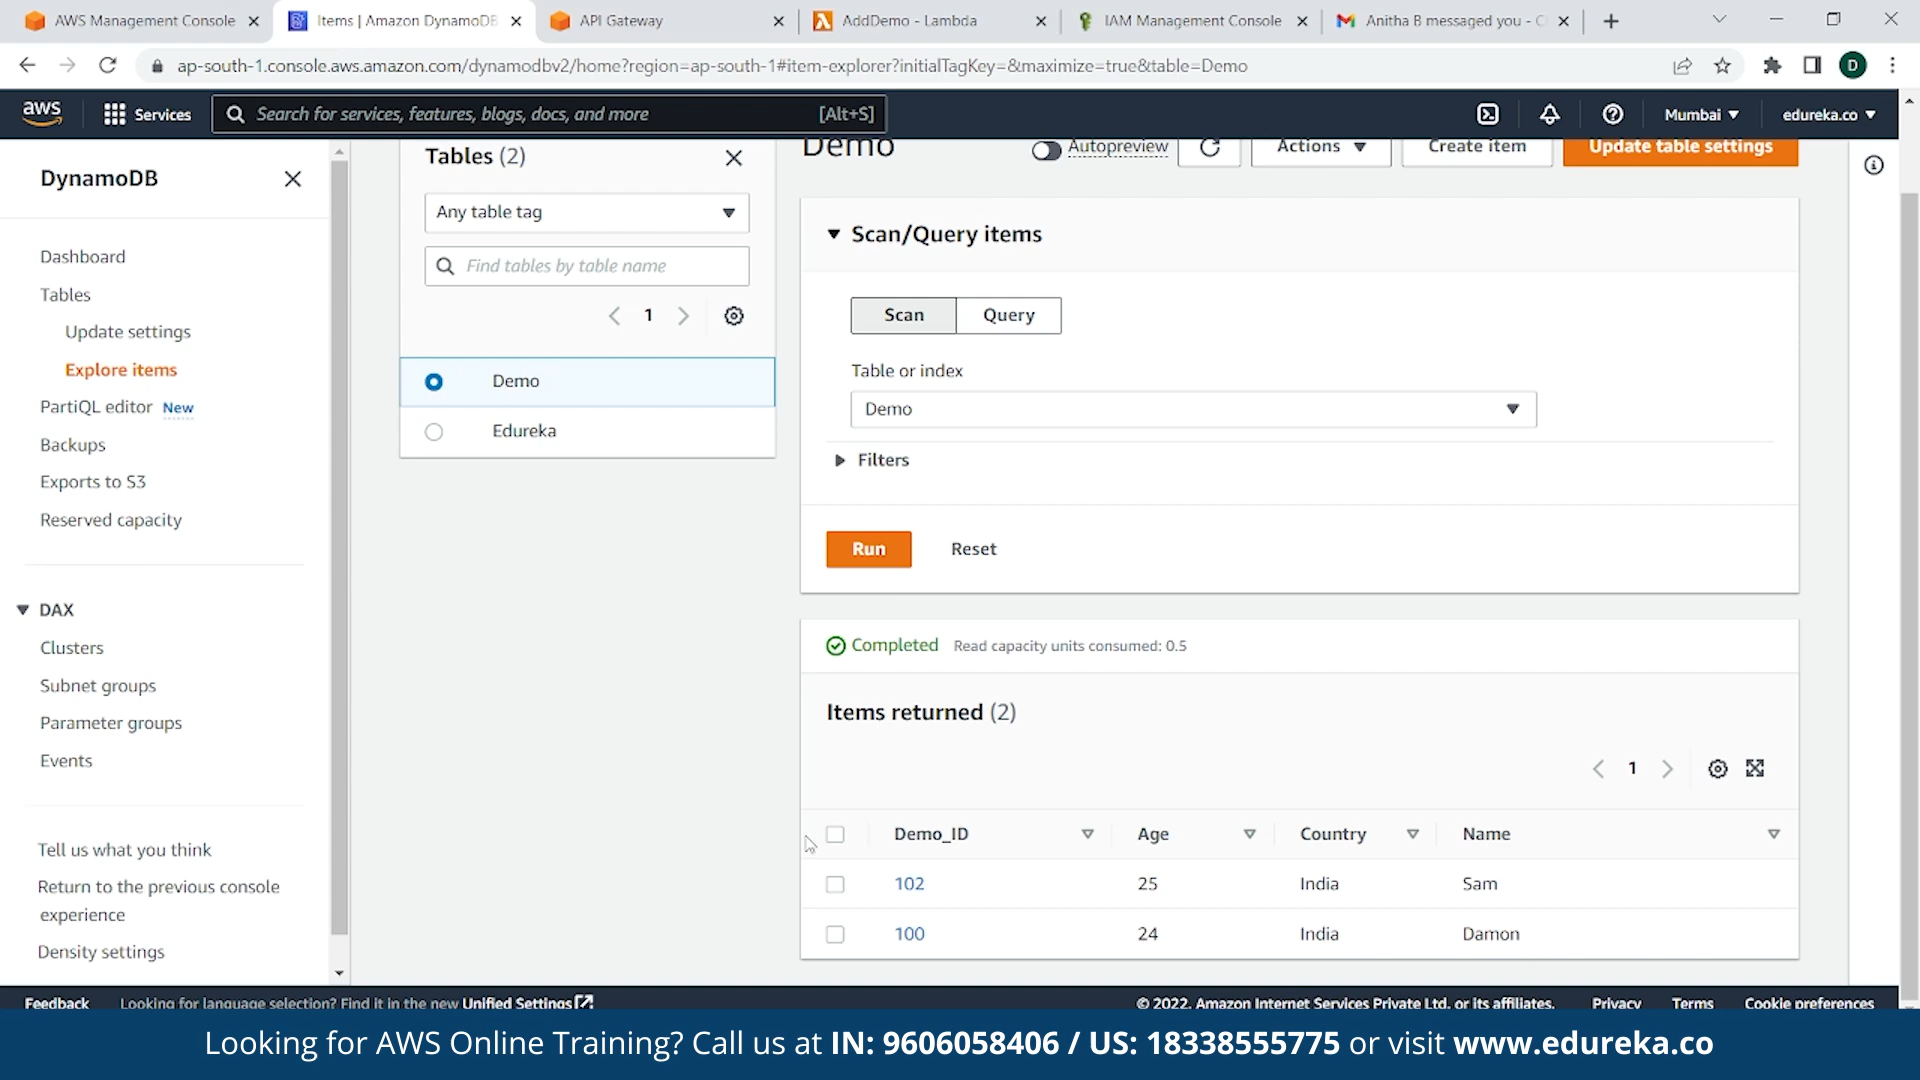 AWS Management Console
Items | Amazon DynamoDB
API Gateway
AddDemo - Lambda
IAM Management Console
Anitha B messaged you - C
ap-south-1.console.aws.amazon.com/dynamodbv2/home?region=ap-south-1#item-explorer?initialTagKey=&maximize=true&table=Demo
D
aws
Services
Search for services, features, blogs, docs, and more
[Alt+S]
Mumbai
edureka.co
DynamoDB
Dashboard
Tables
Update settings
Explore items
PartiQL editor New
Backups
Exports to S3
Reserved capacity
DAX
Clusters
Subnet groups
Parameter groups
Events
Tell us what you think
Return to the previous console
experience
Density settings
Tables (2)
Any table tag
Find tables by table name
1
Demo
Edureka
Demo
Autopreview
Actions
Create item
Update table settings
Scan/Query items
Scan
Query
Table or index
Demo
Filters
Run
Reset
Completed Read capacity units consumed: 0.5
Items returned (2)
1
Demo_ID Age Country Name
102 25 India Sam
100 24 India Damon
Feedback Looking for language selection? Find it in the new Unified Settings
© 2022, Amazon Internet Services Private Ltd. or its affiliates. Privacy Terms Cookie preferences
Looking for AWS Online Training? Call us at IN: 9606058406 / US: 18338555775 or visit www.edureka.co